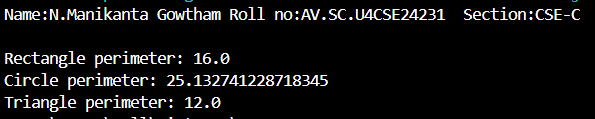 Name:N.Manikanta Gowtham Roll no:AV.SC.U4CSE24231  Section:CSE-C
Rectangle perimeter: 16.0
Circle perimeter: 25.132741228718345
Triangle perimeter: 12.0